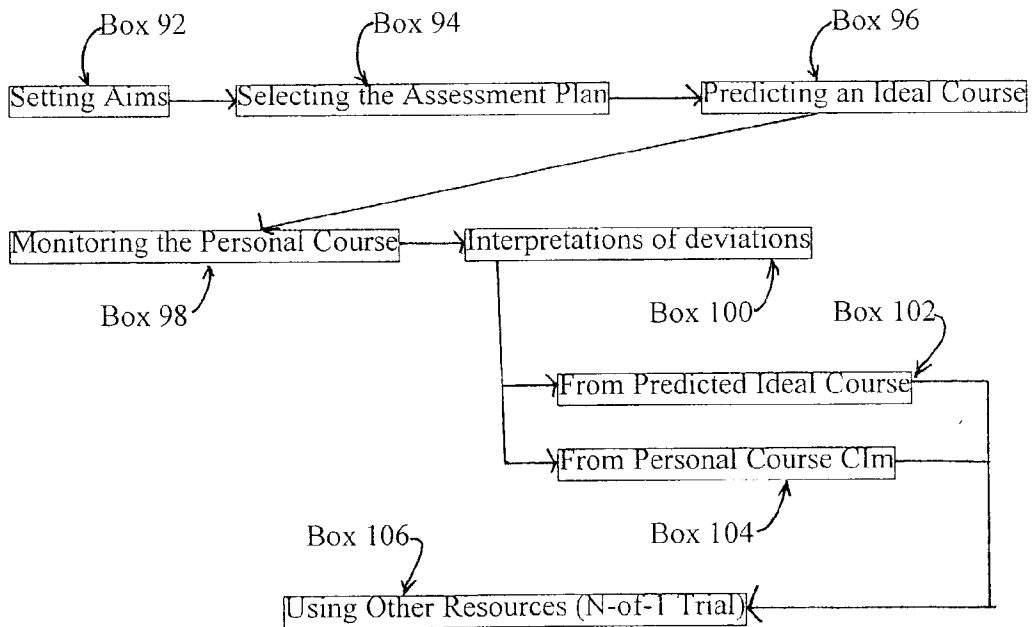 Box 92
Box 94
Box 96
Setting Aims
Selecting the Assessment Plan
Predicting an Ideal Course
Monitoring the Personal Course
Interpretations of deviations
Box 98
Box 100
Box 102
From Predicted Ideal Course
From Personal Course CIm
Box 104
Box 106
Using Other Resources (N-of-1 Trial)